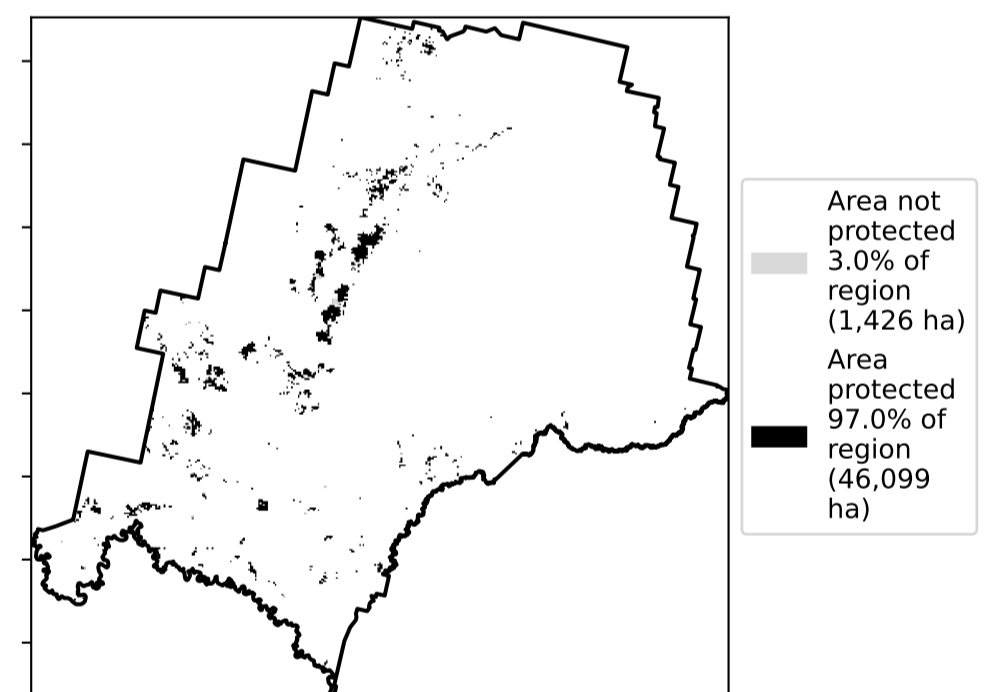 Area not
protected
3.0% of
region
(1,426 ha)
Area
protected
97.0% of
region
(46,099
ha)